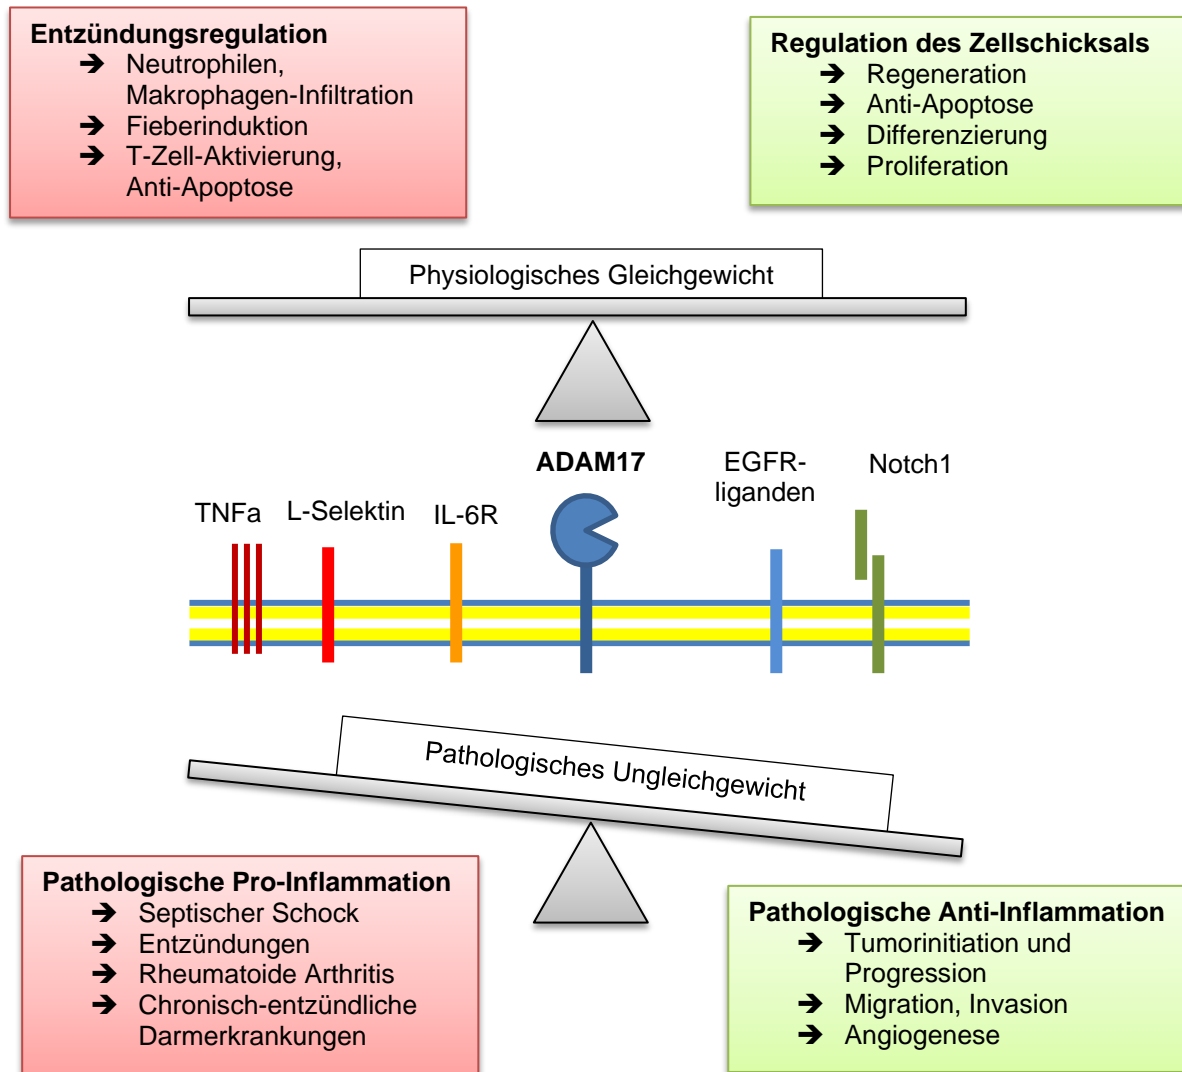 Entzündungsregulation
➔ Neutrophilen,
Makrophagen-Infiltration
➔ Fieberinduktion
➔ T-Zell-Aktivierung,
Anti-Apoptose
Regulation des Zellschicksals
➔ Regeneration
➔ Anti-Apoptose
➔ Differenzierung
➔ Proliferation
Physiologisches Gleichgewicht
TNFa
L-Selektin
IL-6R
ADAM17
EGFR-
liganden
Notch1
Pathologisches Ungleichgewicht
Pathologische Pro-Inflammation
➔ Septischer Schock
➔ Entzündungen
➔ Rheumatoide Arthritis
➔ Chronisch-entzündliche
Darmerkrankungen
Pathologische Anti-Inflammation
➔ Tumorinitiation und
Progression
➔ Migration, Invasion
➔ Angiogenese